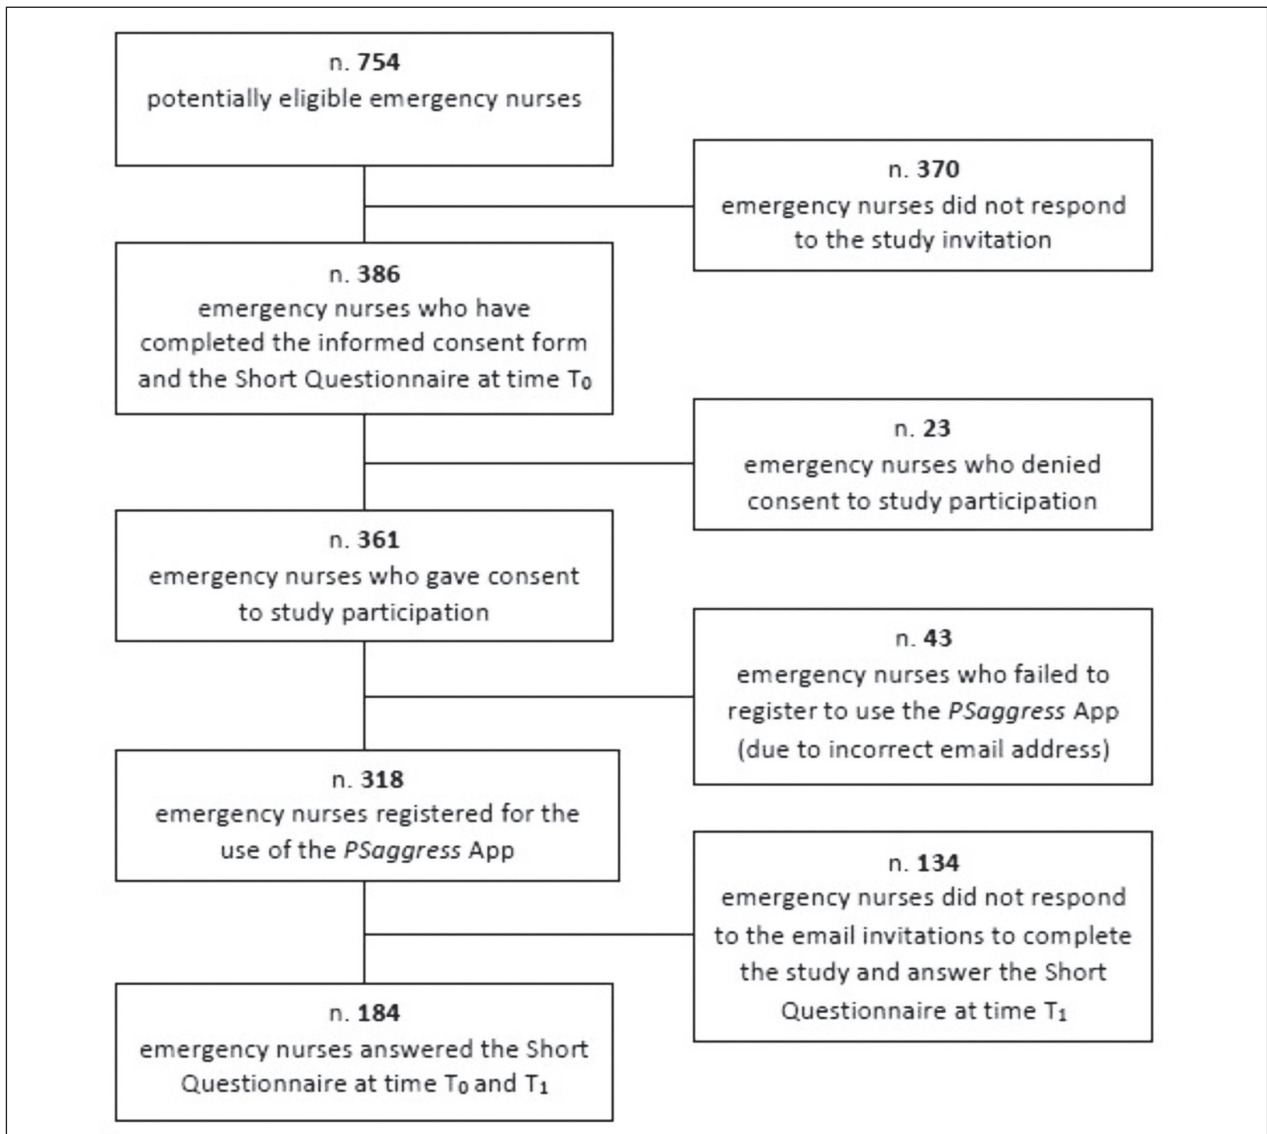 n. 754
potentially eligible emergency nurses
n. 370
emergency nurses did not respond
to the study invitation
n. 386
emergency nurses who have
completed the informed consent form
and the Short Questionnaire at time T₀
n. 23
emergency nurses who denied
consent to study participation
n. 361
emergency nurses who gave consent
to study participation
n. 43
emergency nurses who failed to
register to use the PSaggress App
(due to incorrect email address)
n. 318
emergency nurses registered for the
use of the PSaggress App
n. 134
emergency nurses did not respond
to the email invitations to complete
the study and answer the Short
Questionnaire at time T₁
n. 184
emergency nurses answered the Short
Questionnaire at time T₀ and T₁